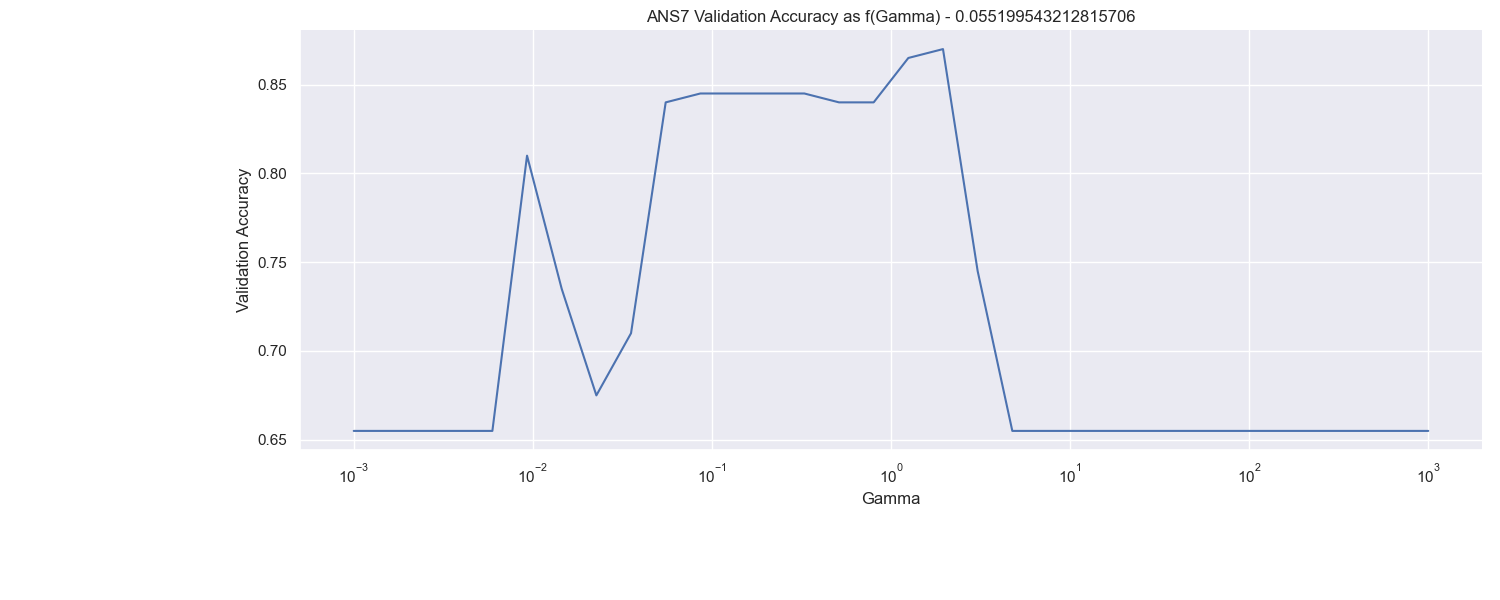 ANS7 Validation Accuracy as f(Gamma) - 0.055199543212815706
0.85
0.80
0.75
0.70
0.65
Validation Accuracy
10⁻³ 10⁻² 10⁻¹ 10⁰ 10¹ 10² 10³
Gamma